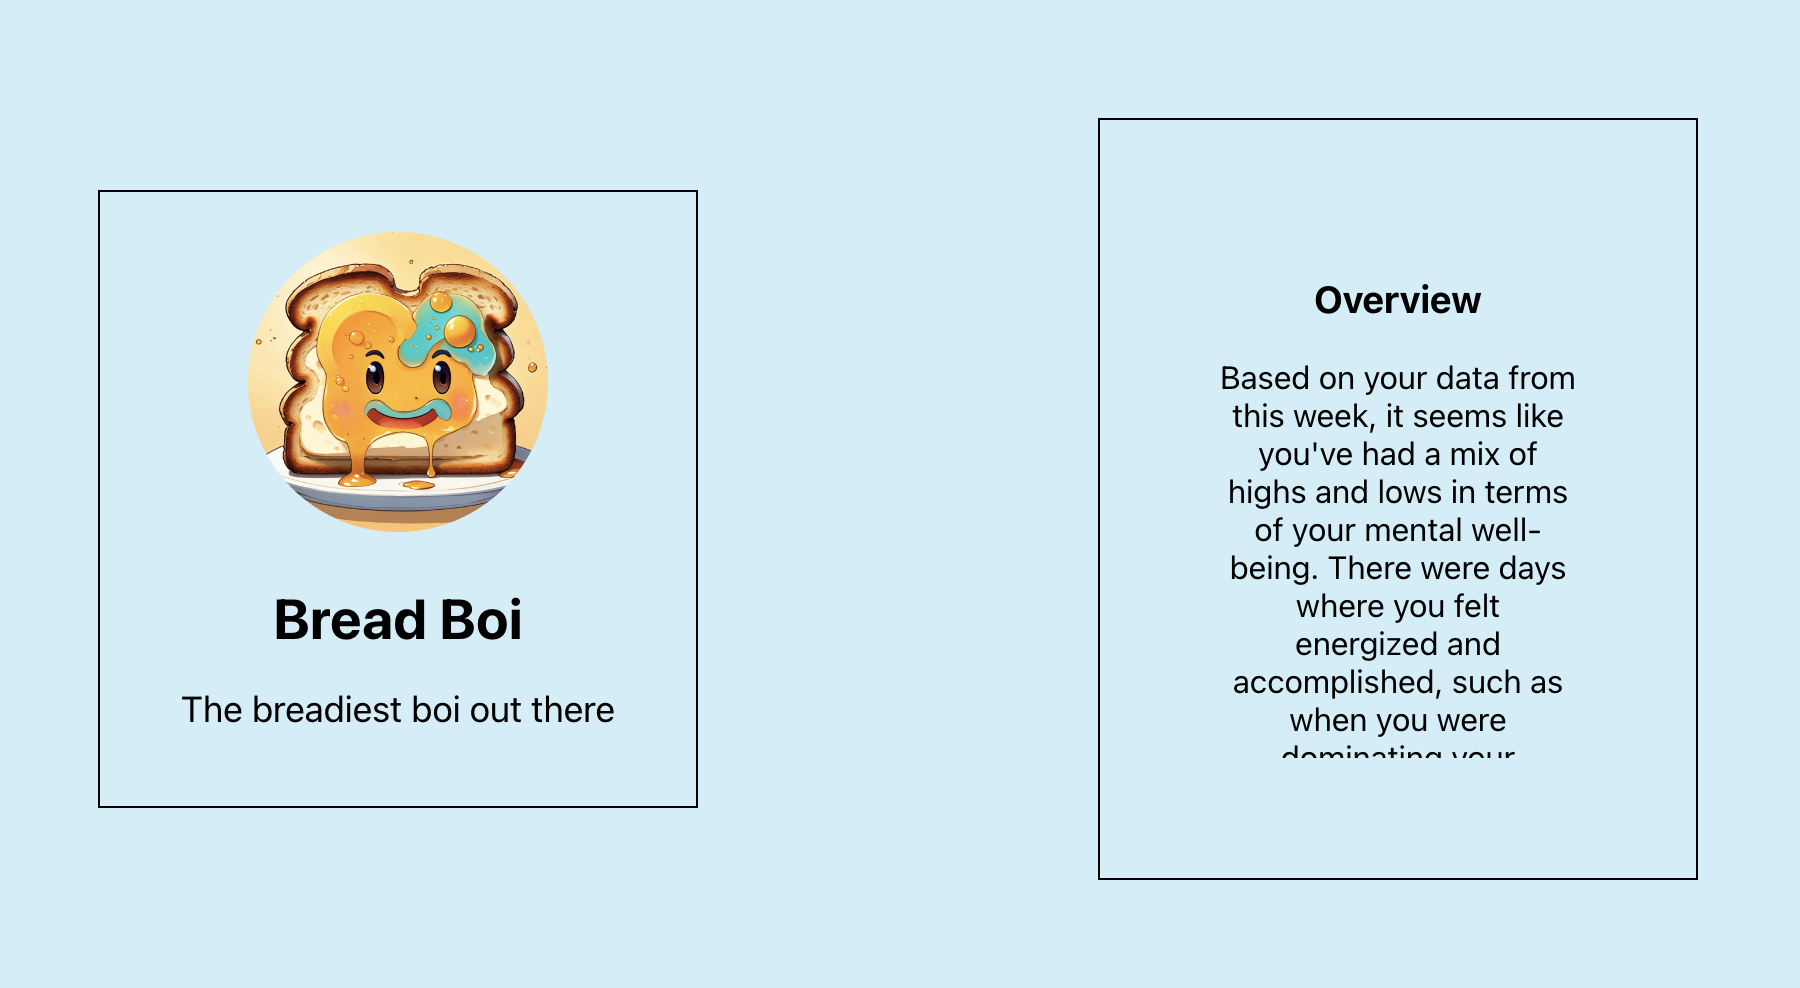 Bread Boi
The breadiest boi out there
Overview
Based on your data from
this week, it seems like
you've had a mix of
highs and lows in terms
of your mental well-
being. There were days
where you felt
energized and
accomplished, such as
when you were
dominating your